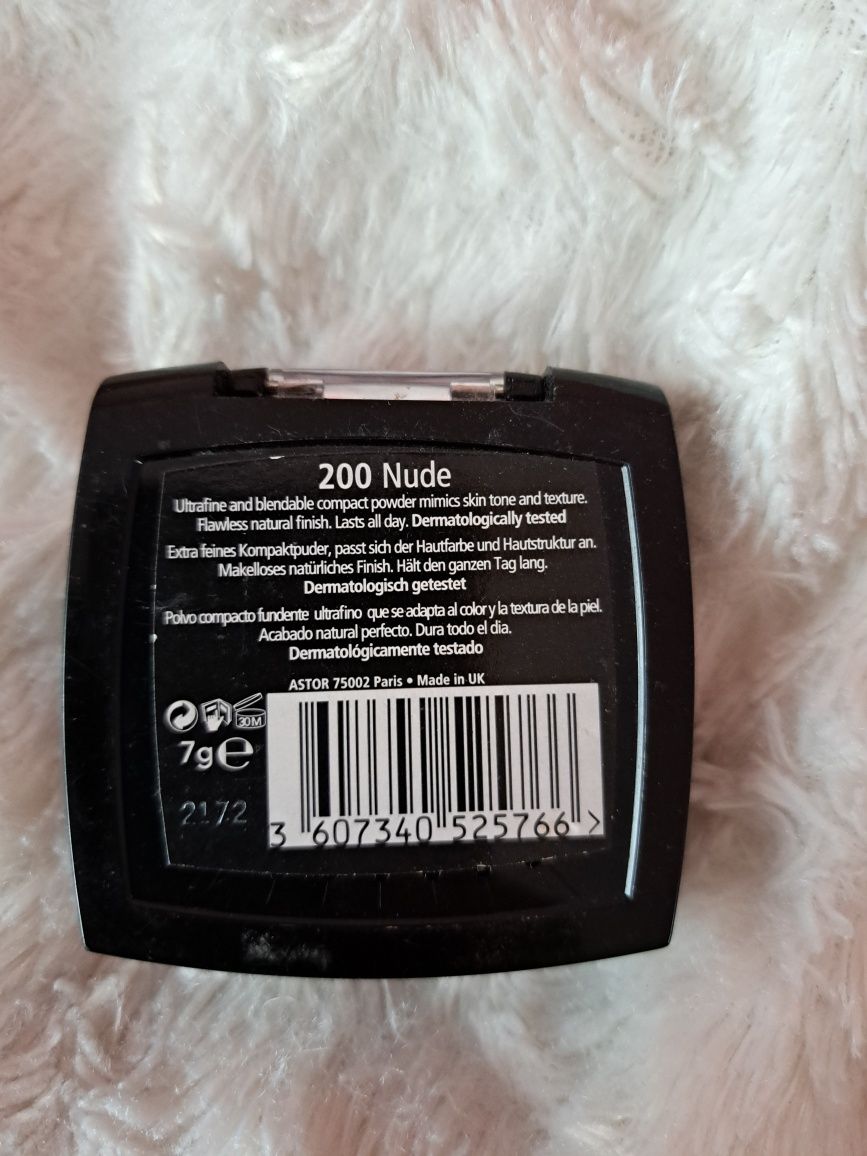 200 Nude
Ultrafine and blendable compact powder mimics skin tone and texture.
Flawless natural finish. Lasts all day. Dermatologically tested
Extra feines Kompaktpuder, passt sich der Hautfarbe und Hautstruktur an.
Makelloses natürliches Finish. Hält den ganzen Tag lang.
Dermatologisch getestet
Polvo compacto fundente ultrafino que se adapta al color y la textura de la piel.
Acabado natural perfecto. Dura todo el dia.
Dermatológicamente testado
ASTOR 75002 Paris • Made in UK
30M
7g e
2172
3 607340 525766 >